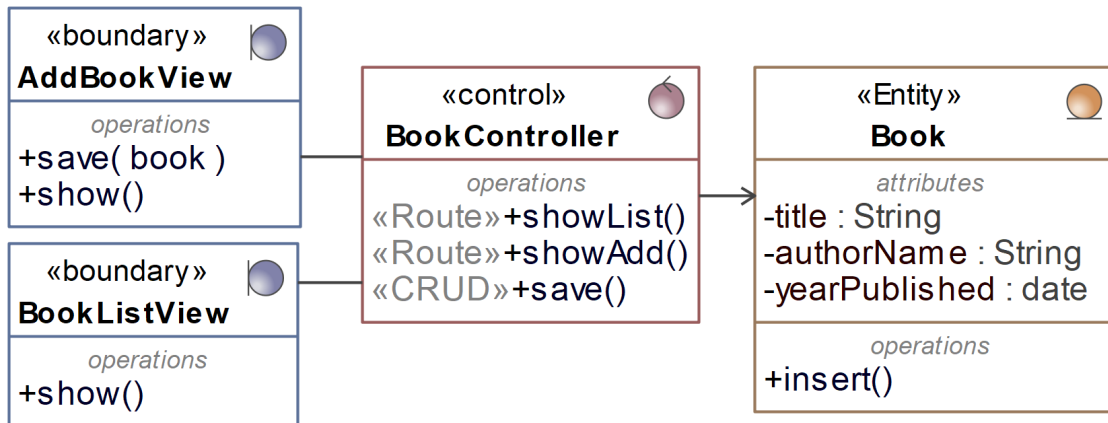 «boundary»
AddBookView
operations
+save( book )
+show()
«boundary»
BookListView
operations
+show()
«control»
BookController
operations
«Route»+showList()
«Route»+showAdd()
«CRUD»+save()
«Entity»
Book
attributes
-title : String
-authorName : String
-yearPublished : date
operations
+insert()